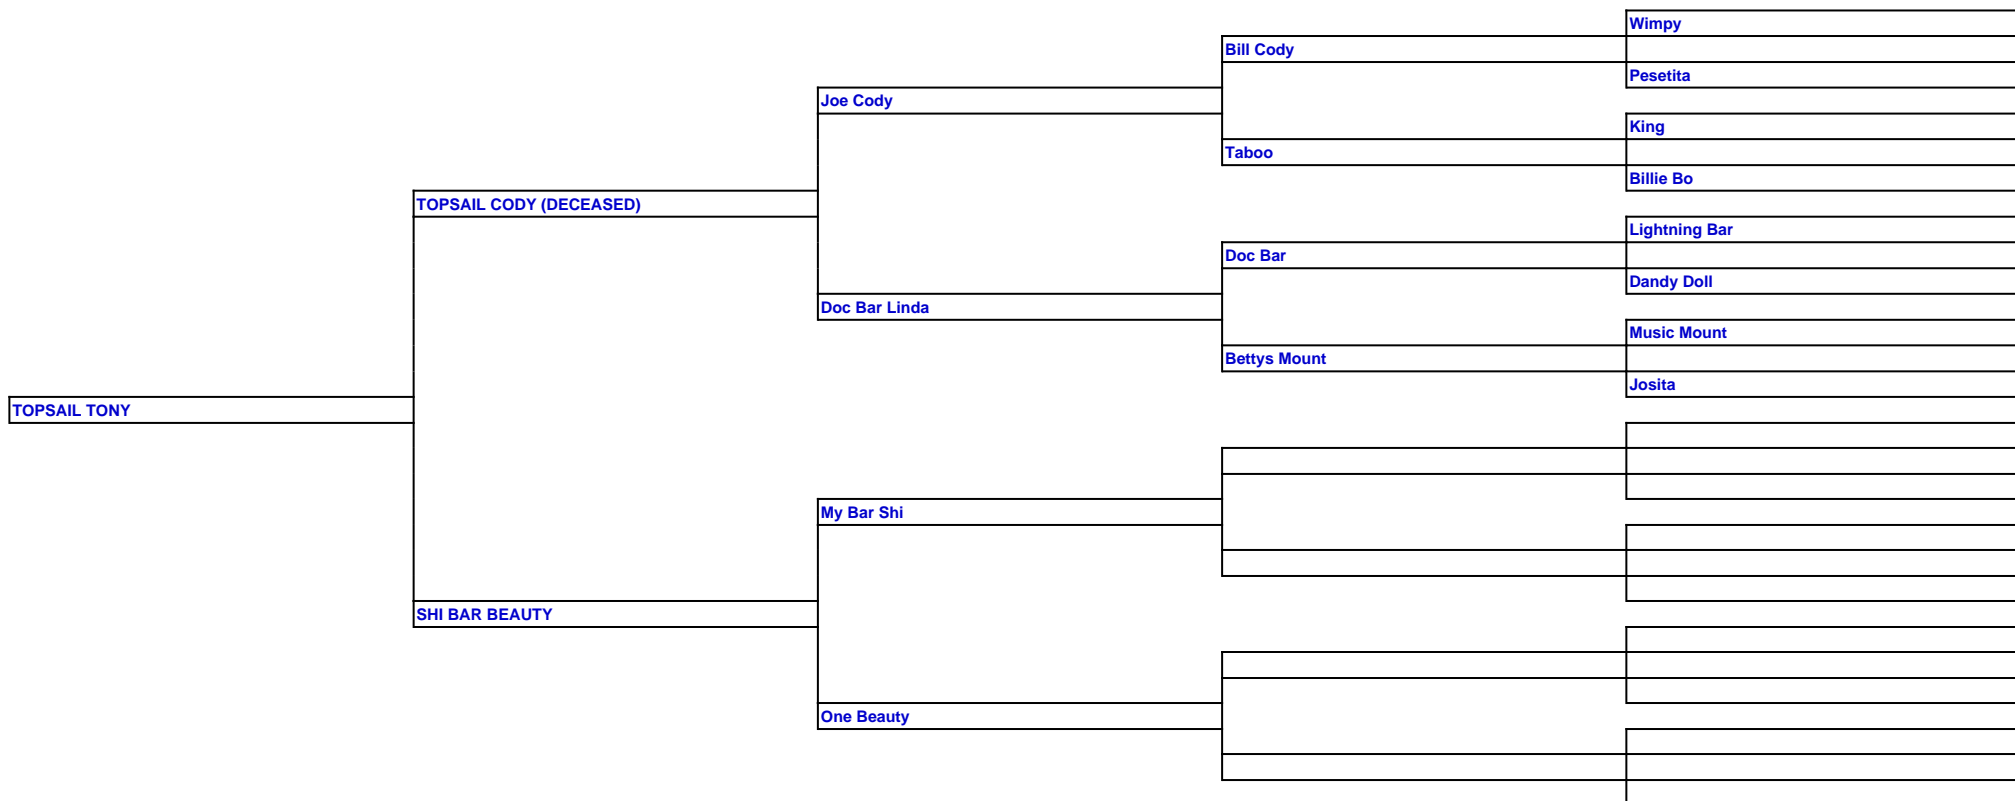 Wimpy
Bill Cody
Pesetita
Joe Cody
King
Taboo
Billie Bo
TOPSAIL CODY (DECEASED)
Lightning Bar
Doc Bar
Dandy Doll
Doc Bar Linda
Music Mount
Bettys Mount
Josita
TOPSAIL TONY
My Bar Shi
SHI BAR BEAUTY
One Beauty